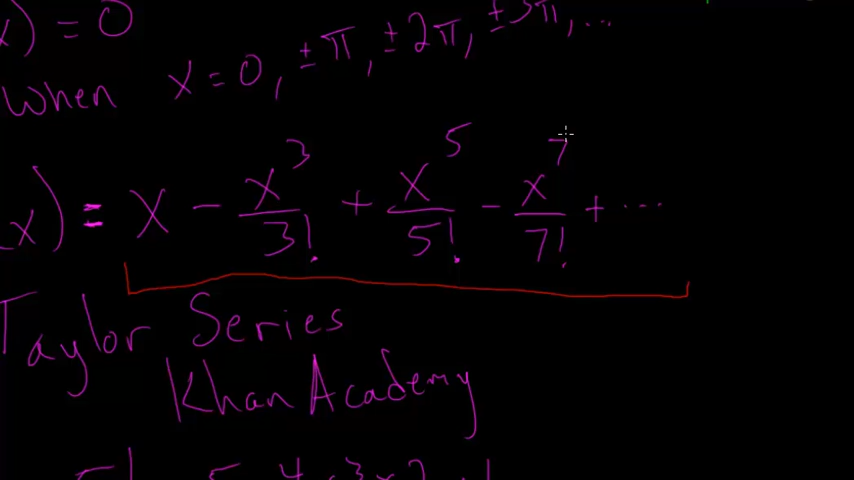 x) = 0
When x = 0, ±π, ±2π, ±3π, ...
x) = x - x³/3! + x⁵/5! - x⁷/7! + ...
Taylor Series
Khan Academy